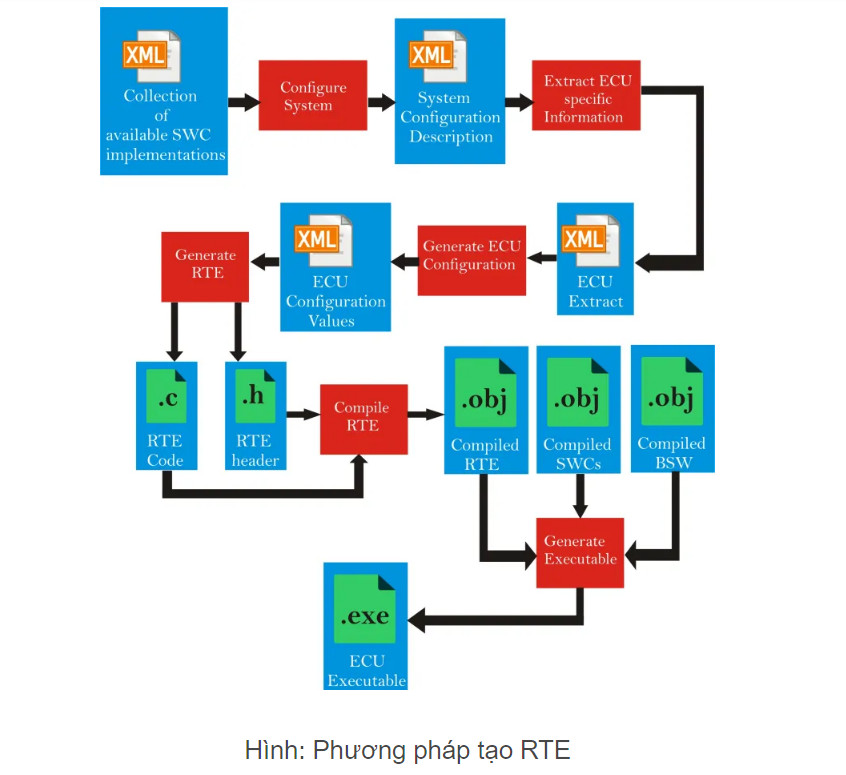 XML
Collection
of
available SWC
implementations
Configure
System
XML
System
Configuration
Description
Extract ECU
specific
Information
Generate
RTE
XML
ECU
Configuration
Values
Generate ECU
Configuration
XML
ECU
Extract
.c
RTE
Code
.h
RTE
header
Compile
RTE
.obj
Compiled
RTE
.obj
Compiled
SWCs
.obj
Compiled
BSW
Generate
Executable
.exe
ECU
Executable
Hình: Phương pháp tạo RTE